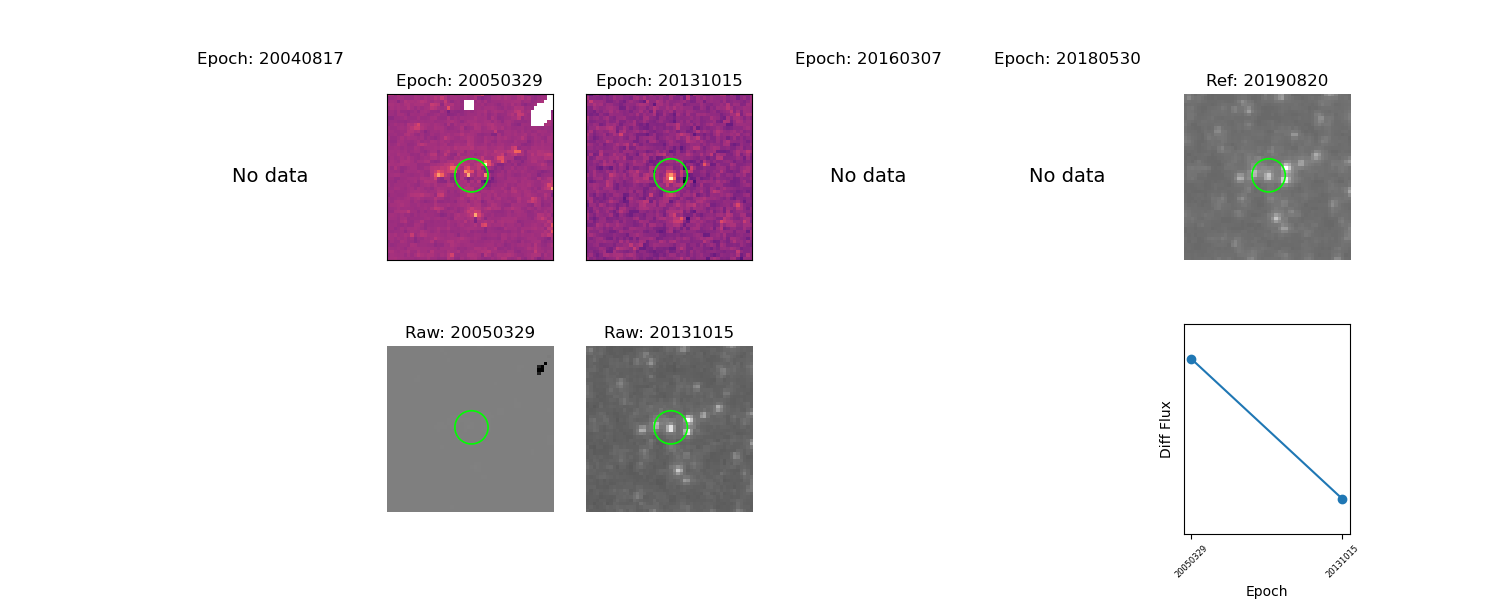 Epoch: 20040817
Epoch: 20050329
Epoch: 20131015
Epoch: 20160307
Epoch: 20180530
Ref: 20190820
No data
No data
No data
Raw: 20050329
Raw: 20131015
Diff Flux
20050329
20131015
Epoch